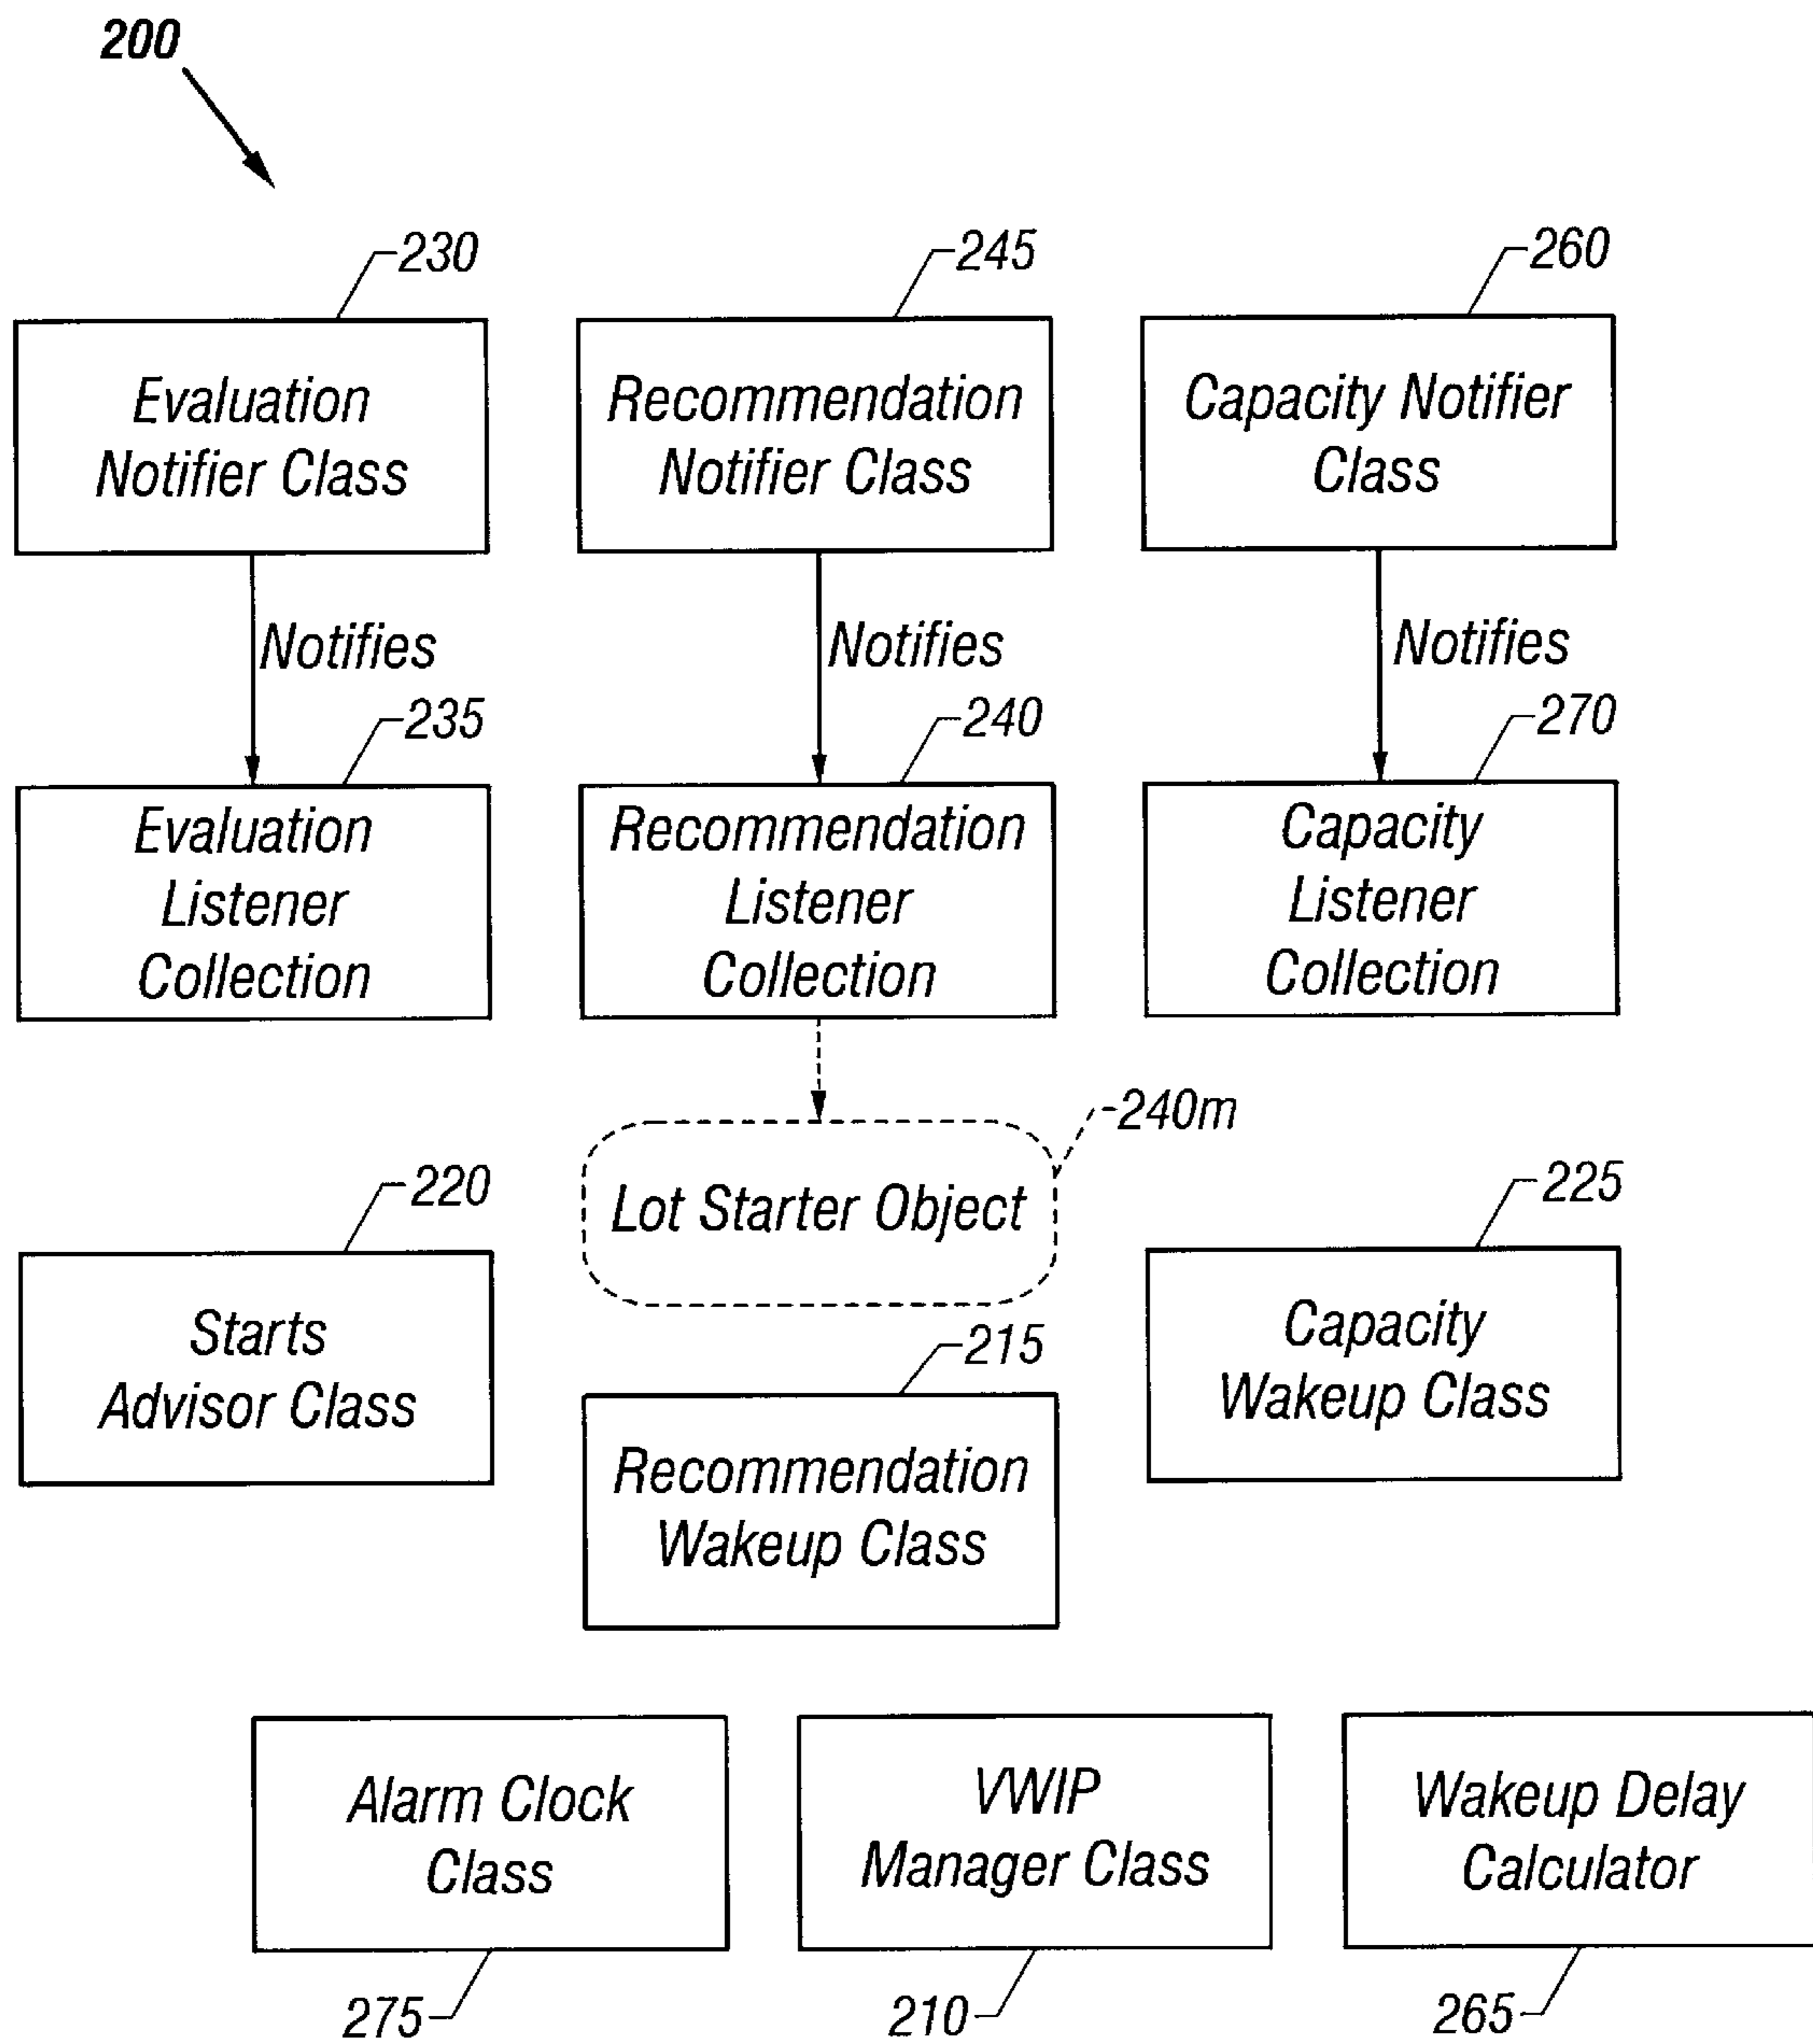 200
230
245
260
Evaluation
Notifier Class
Recommendation
Notifier Class
Capacity Notifier
Class
Notifies
Notifies
Notifies
235
240
270
Evaluation
Listener
Collection
Recommendation
Listener
Collection
Capacity
Listener
Collection
240m
Lot Starter Object
220
225
Starts
Advisor Class
215
Recommendation
Wakeup Class
Capacity
Wakeup Class
Alarm Clock
Class
VWIP
Manager Class
Wakeup Delay
Calculator
275
210
265